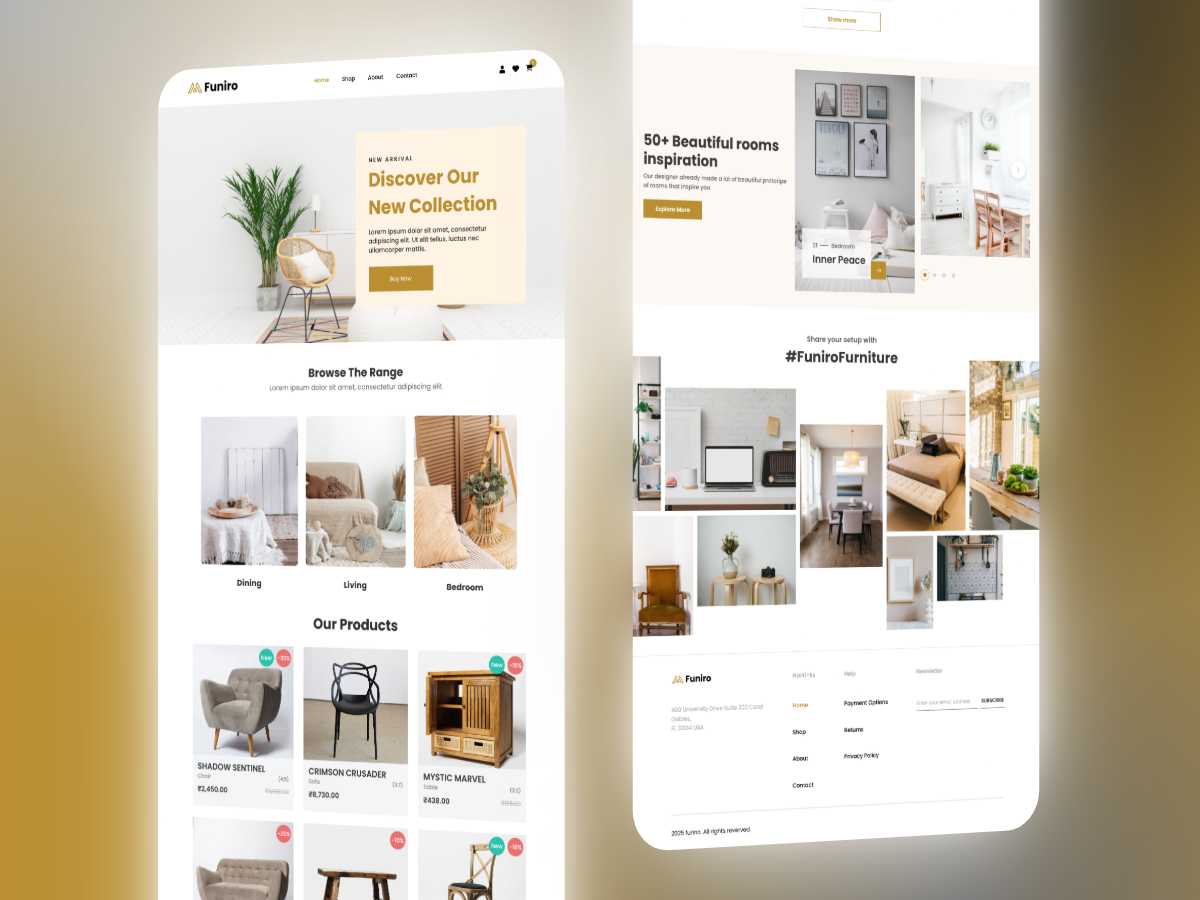 Funiro
Home Shop About Contact
NEW ARRIVAL
Discover Our
New Collection
Lorem ipsum dolor sit amet, consectetur
adipiscing elit. Ut elit tellus, luctus nec
ullamcorper mattis.
Buy Now
Browse The Range
Lorem ipsum dolor sit amet, consectetur adipiscing elit.
Dining
Living
Bedroom
Our Products
New
-30%
SHADOW SENTINEL
Chair
(4.5)
₹2,450.00
CRIMSON CRUSADER
Sofa
(3.7)
₹8,730.00
New
-15%
MYSTIC MARVEL
Table
(3.3)
₹438.00
-25%
-10%
New
-18%
Show more
50+ Beautiful rooms
inspiration
Our designer already made a lot of beautiful prototipe
of rooms that inspire you
Explore More
01 — Bedroom
Inner Peace
Share your setup with
#FuniroFurniture
Funiro
400 University Drive Suite 200 Coral
Gables,
FL 33134 USA
Navlinks
Home
Shop
About
Contact
Help
Payment Options
Returns
Privacy Policy
Newsletter
Enter your email address
SUBSCRIBE
2025 furino. All rights reverved.